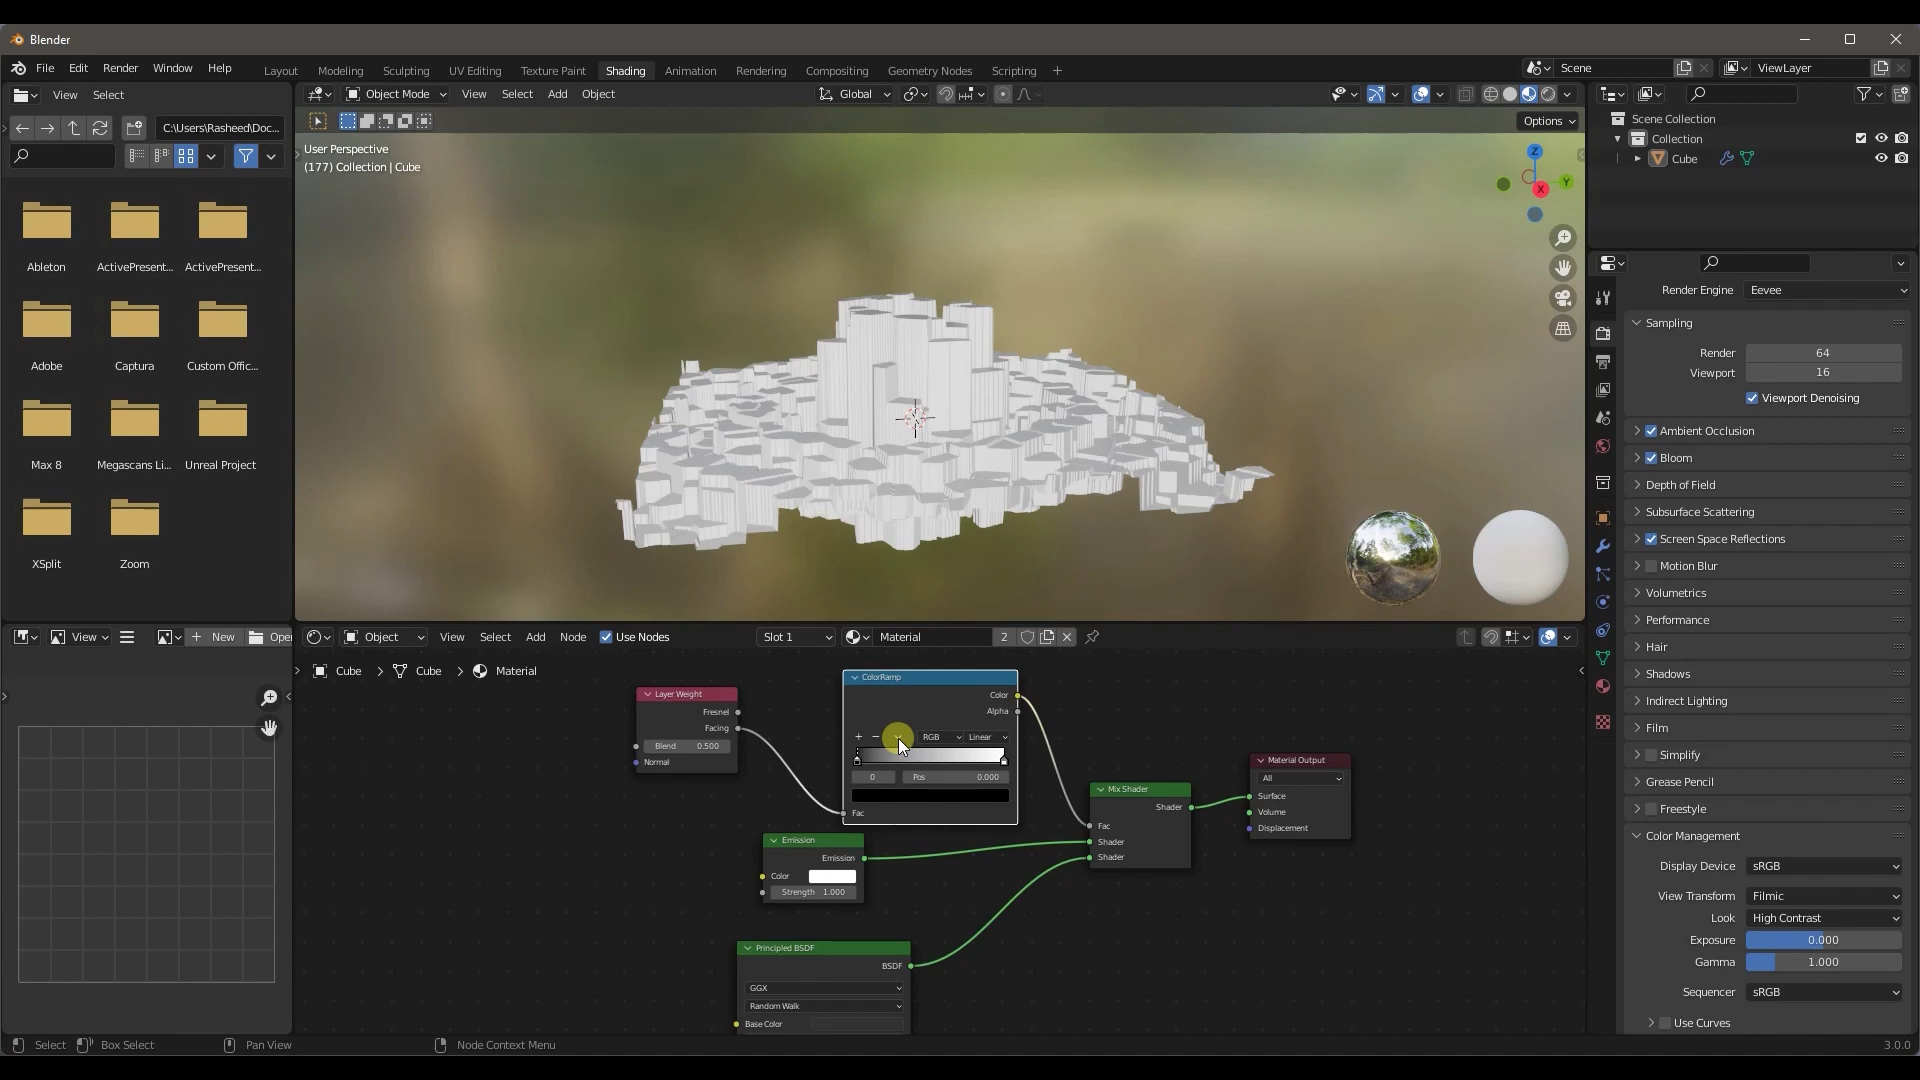 Blender
File Edit Render Window Help
Layout Modeling Sculpting UV Editing Texture Paint Shading Animation Rendering Compositing Geometry Nodes Scripting +
Scene
ViewLayer
View Select
Object Mode View Select Add Object
Global
C:\Users\Rasheed\Doc...
Options
User Perspective
(177) Collection | Cube
Z
Y
X
Scene Collection
Collection
Cube
Ableton
ActivePresent...
ActivePresent...
Adobe
Captura
Custom Offic...
Max 8
Megascans Li...
Unreal Project
XSplit
Zoom
Render Engine Eevee
Sampling
Render 64
Viewport 16
Viewport Denoising
Ambient Occlusion
Bloom
Depth of Field
Subsurface Scattering
Screen Space Reflections
Motion Blur
Volumetrics
Performance
Hair
Shadows
Indirect Lighting
Film
Simplify
Grease Pencil
Freestyle
Color Management
Display Device sRGB
View Transform Filmic
Look High Contrast
Exposure 0.000
Gamma 1.000
Sequencer sRGB
Use Curves
View + New Oper
Object View Select Add Node Use Nodes Slot 1 Material 2
Cube > Cube > Material
Layer Weight
Fresnel
Facing
Blend 0.500
Normal
ColorRamp
Color
Alpha
+ − RGB Linear
0 Pos 0.000
Fac
Emission
Emission
Color
Strength 1.000
Principled BSDF
BSDF
GGX
Random Walk
Base Color
Mix Shader
Shader
Fac
Shader
Shader
Material Output
All
Surface
Volume
Displacement
Select Box Select Pan View Node Context Menu 3.0.0